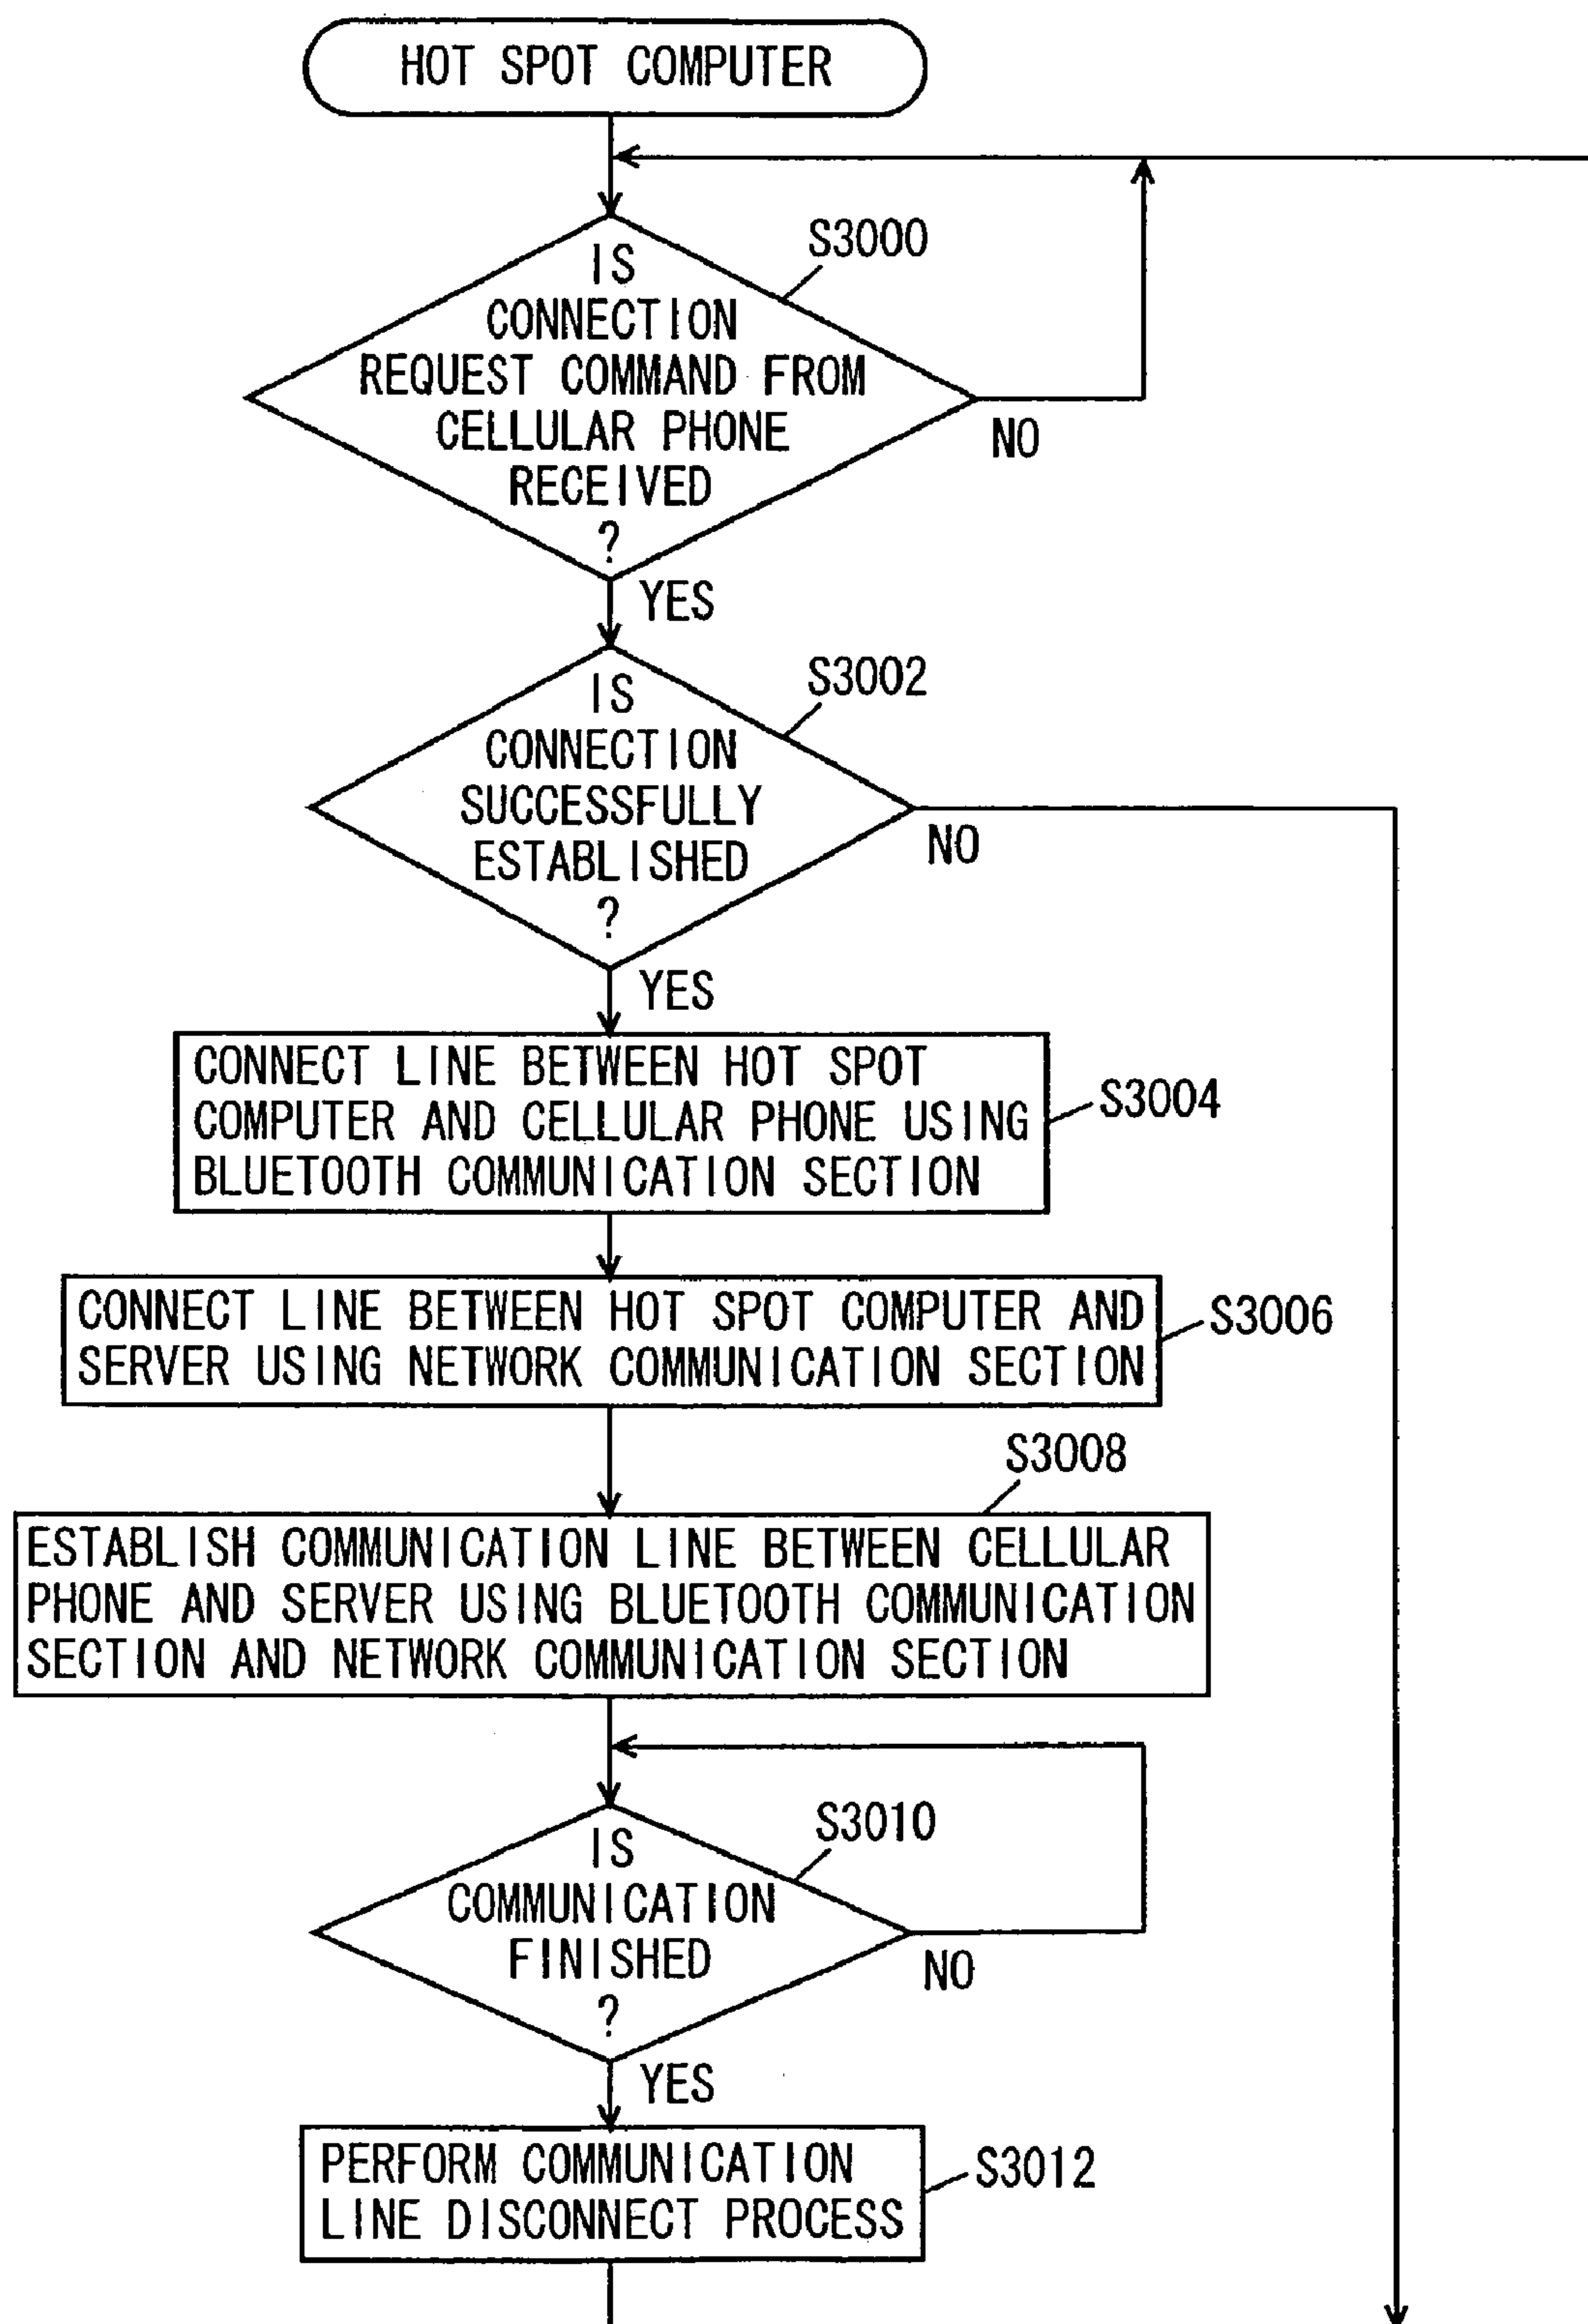 HOT SPOT COMPUTER
S3000
IS
CONNECTION
REQUEST COMMAND FROM
CELLULAR PHONE
RECEIVED
?
NO
YES
S3002
IS
CONNECTION
SUCCESSFULLY
ESTABLISHED
?
NO
YES
CONNECT LINE BETWEEN HOT SPOT
COMPUTER AND CELLULAR PHONE USING
BLUETOOTH COMMUNICATION SECTION
S3004
CONNECT LINE BETWEEN HOT SPOT COMPUTER AND
SERVER USING NETWORK COMMUNICATION SECTION
S3006
S3008
ESTABLISH COMMUNICATION LINE BETWEEN CELLULAR
PHONE AND SERVER USING BLUETOOTH COMMUNICATION
SECTION AND NETWORK COMMUNICATION SECTION
S3010
IS
COMMUNICATION
FINISHED
?
NO
YES
PERFORM COMMUNICATION
LINE DISCONNECT PROCESS
S3012